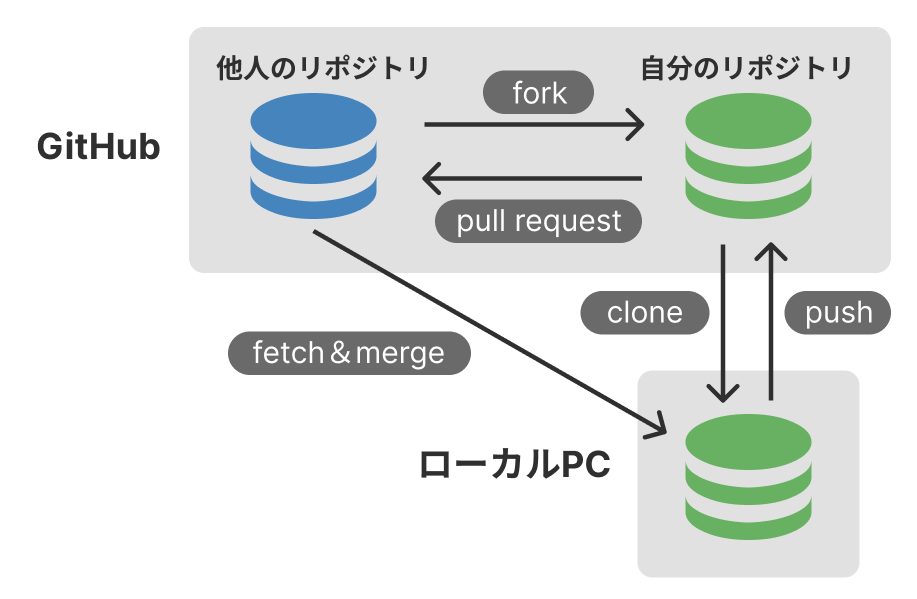 他人のリポジトリ
自分のリポジトリ
fork
GitHub
pull request
clone
push
fetch & merge
ローカルPC